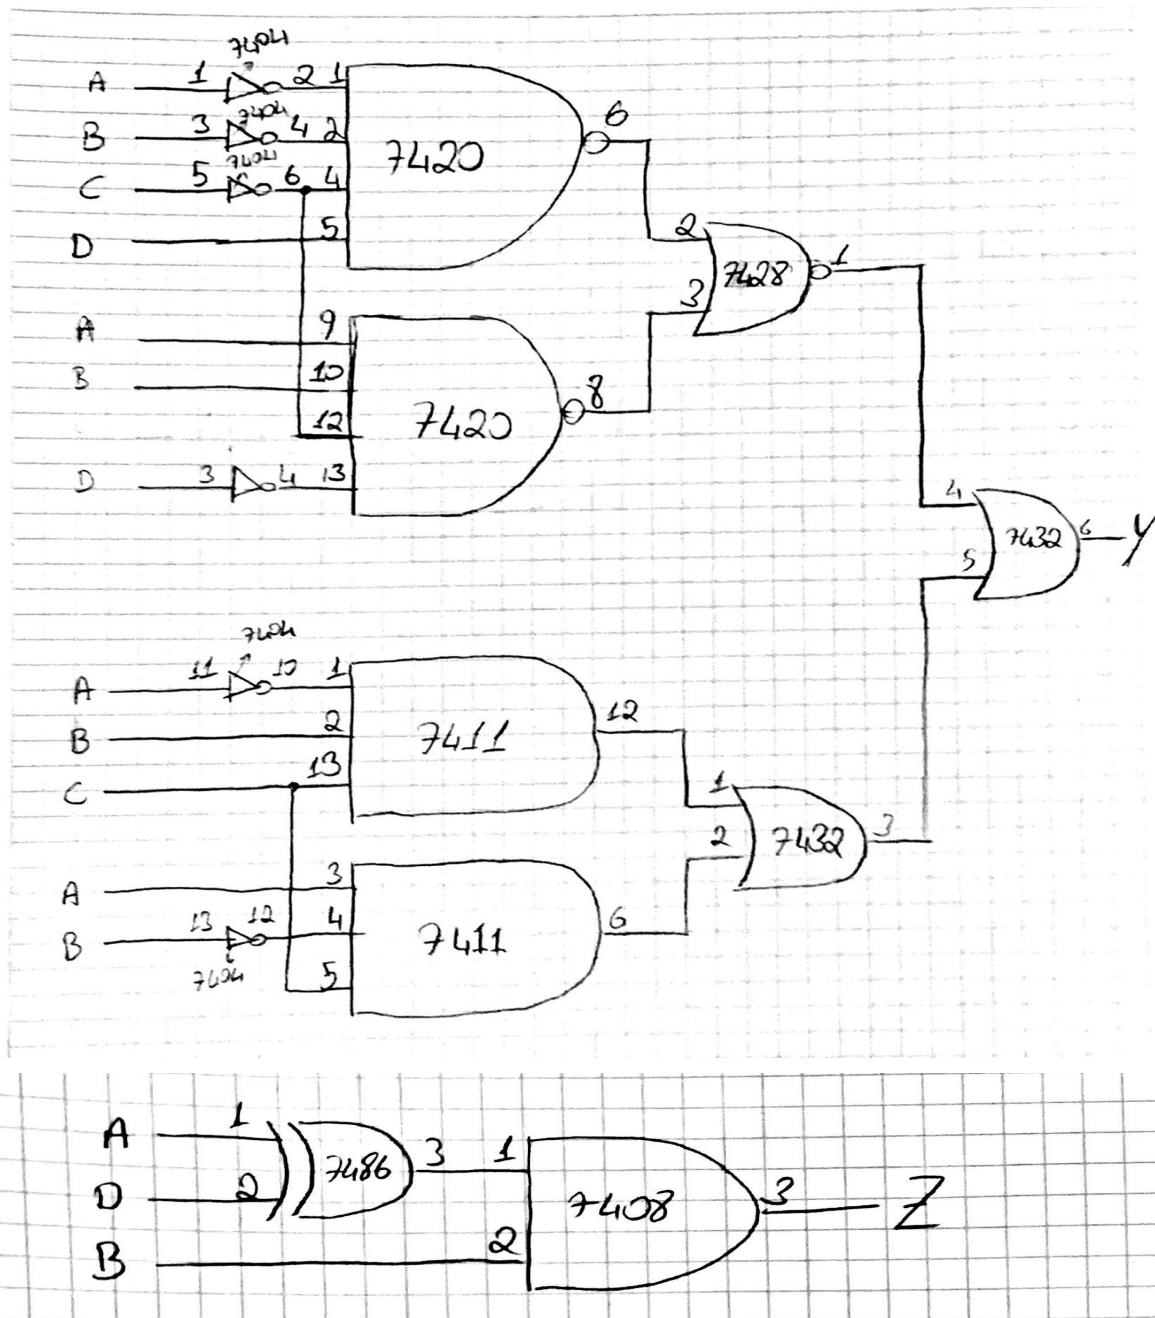 7404
A 1 2 1
7404
B 3 4 2
7404
C 5 6 4
D 5
7420 6
A 9
B 10
12
D 3 4 13
7420 8
2 3 7428 1
4 5 7432 6 Y
7404
A 11 10 1
B 2
C 13
7411 12
A 3
B 13 12 4
7404
5
7411 6
1 2 7432 3
A 1
D 2
7486 3 1
B 2
7408 3 Z